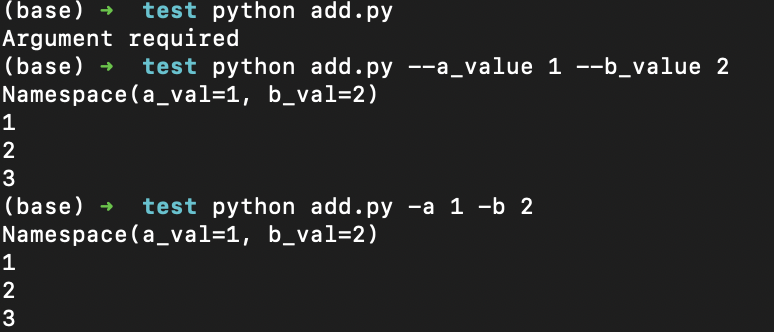 (base) → test python add.py
Argument required
(base) → test python add.py --a_value 1 --b_value 2
Namespace(a_val=1, b_val=2)
1
2
3
(base) → test python add.py -a 1 -b 2
Namespace(a_val=1, b_val=2)
1
2
3